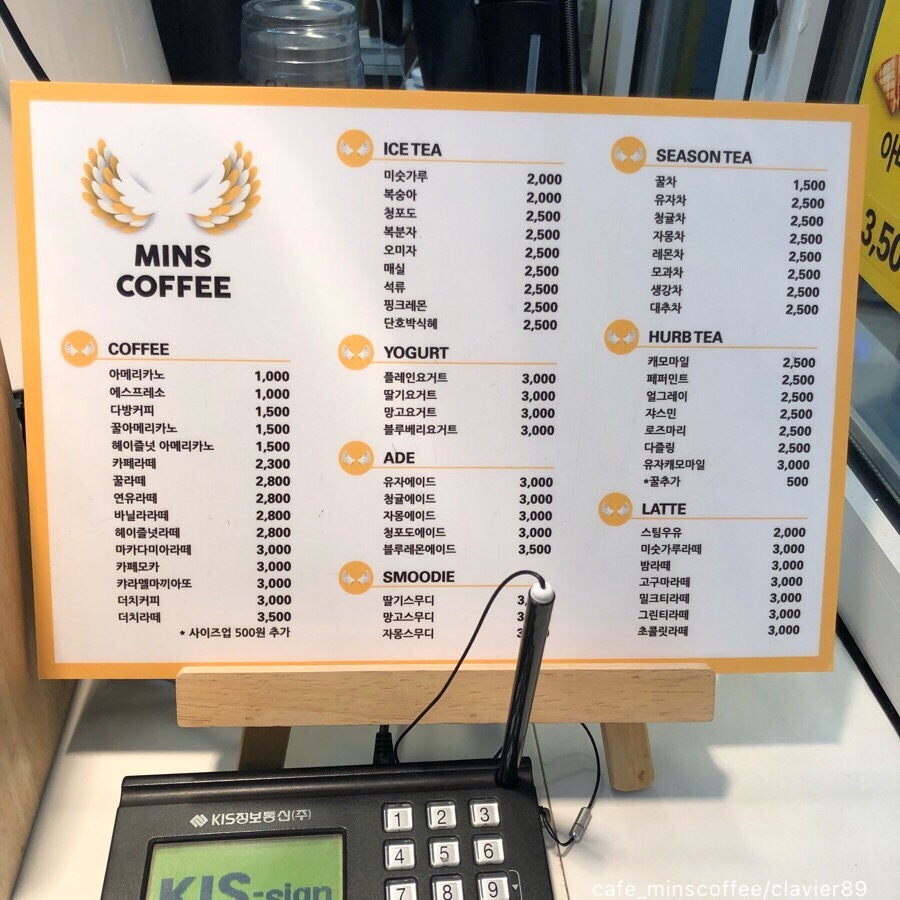 MINS
COFFEE
COFFEE
아메리카노 1,000
에스프레소 1,000
다방커피 1,500
꿀아메리카노 1,500
헤이즐넛 아메리카노 1,500
카페라떼 2,300
꿀라떼 2,800
연유라떼 2,800
바닐라라떼 2,800
헤이즐넛라떼 2,800
마카다미아라떼 3,000
카페모카 3,000
캬라멜마끼아또 3,000
더치커피 3,000
더치라떼 3,500
* 사이즈업 500원 추가
ICE TEA
미숫가루 2,000
복숭아 2,000
청포도 2,500
복분자 2,500
오미자 2,500
매실 2,500
석류 2,500
핑크레몬 2,500
단호박식혜 2,500
YOGURT
플레인요거트 3,000
딸기요거트 3,000
망고요거트 3,000
블루베리요거트 3,000
ADE
유자에이드 3,000
청귤에이드 3,000
자몽에이드 3,000
청포도에이드 3,000
블루레몬에이드 3,500
SMOODIE
딸기스무디
망고스무디
자몽스무디
SEASON TEA
꿀차 1,500
유자차 2,500
청귤차 2,500
자몽차 2,500
레몬차 2,500
모과차 2,500
생강차 2,500
대추차 2,500
HURB TEA
캐모마일 2,500
페퍼민트 2,500
얼그레이 2,500
쟈스민 2,500
로즈마리 2,500
다즐링 2,500
유자캐모마일 3,000
*꿀추가 500
LATTE
스팀우유 2,000
미숫가루라떼 3,000
밤라떼 3,000
고구마라떼 3,000
밀크티라떼 3,000
그린티라떼 3,000
초콜릿라떼 3,000
KIS정보통신(주)
KIS-sign
1 2 3
4 5 6
7 8 9
cafe_minscoffee/clavier89